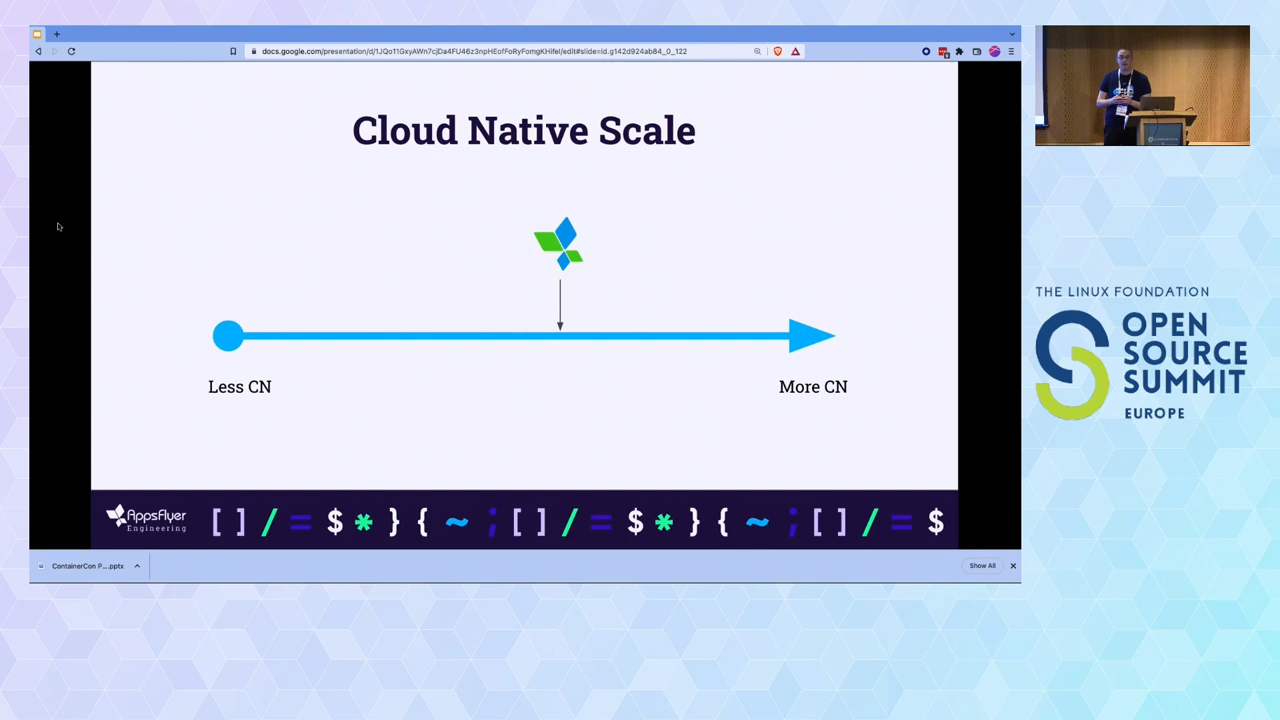 docs.google.com/presentation/d/1JQo11GxyAWn7cjDa4FU46z3npHEofFoRyFomgKHifeI/edit#slide=id.g142d924ab84_0_122
Cloud Native Scale
Less CN
More CN
AppsFlyer
Engineering
[ ] / = $ * } { ~ ; [ ] / = $ * } { ~ ; [ ] / = $
ContainerCon P....pptx
Show All
THE LINUX FOUNDATION
OPEN
SOURCE
SUMMIT
EUROPE